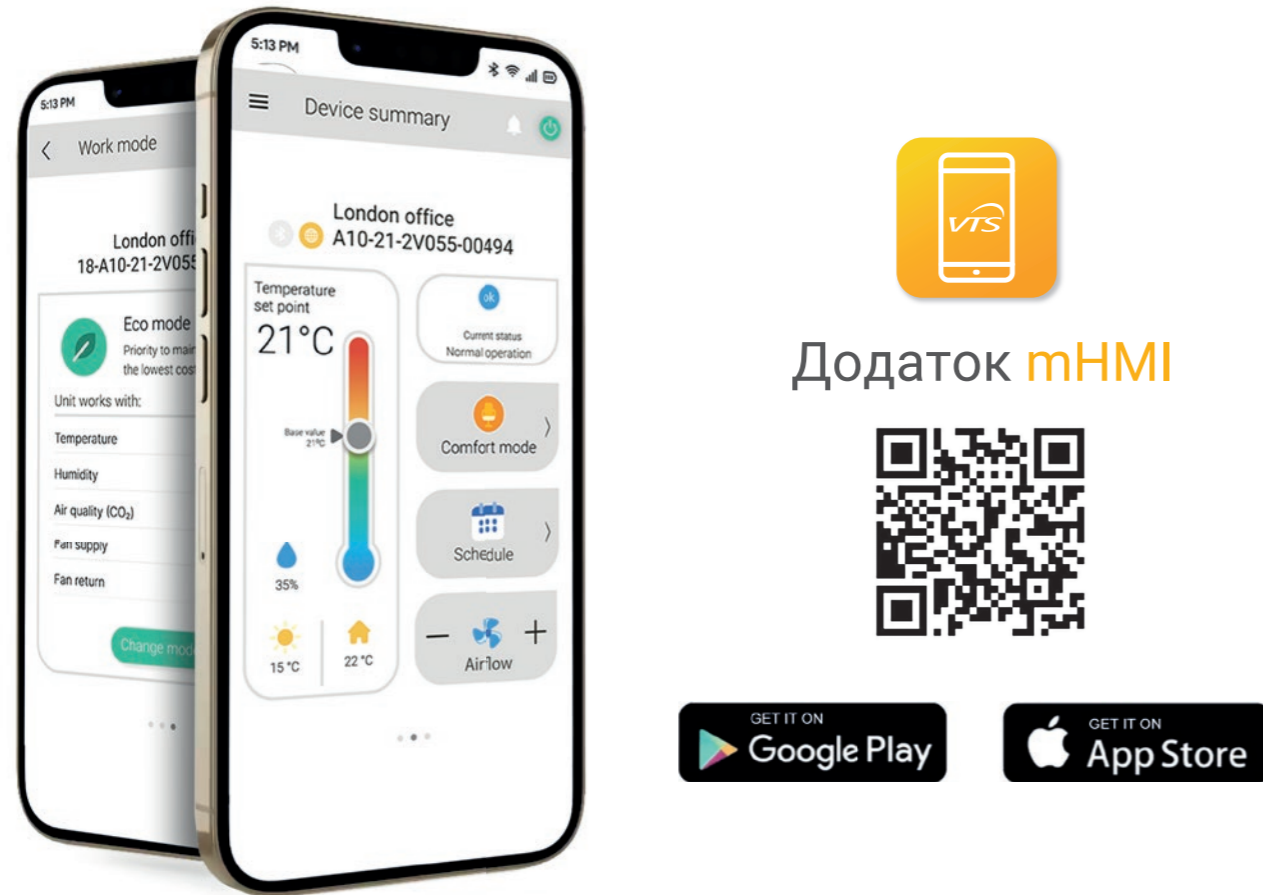 5:13 PM
Work mode
London offi
18-A10-21-2V055
Eco mode
Priority to main
the lowest cost
Unit works with:
Temperature
Humidity
Air quality (CO₂)
Fan supply
Fan return
Change mode
5:13 PM
Device summary
London office
A10-21-2V055-00494
Temperature
set point
21°C
Base value
21°C
35%
15 °C
22 °C
ok
Current status
Normal operation
Comfort mode
Schedule
Airflow
VTS
Додаток mHMI
GET IT ON
Google Play
GET IT ON
App Store